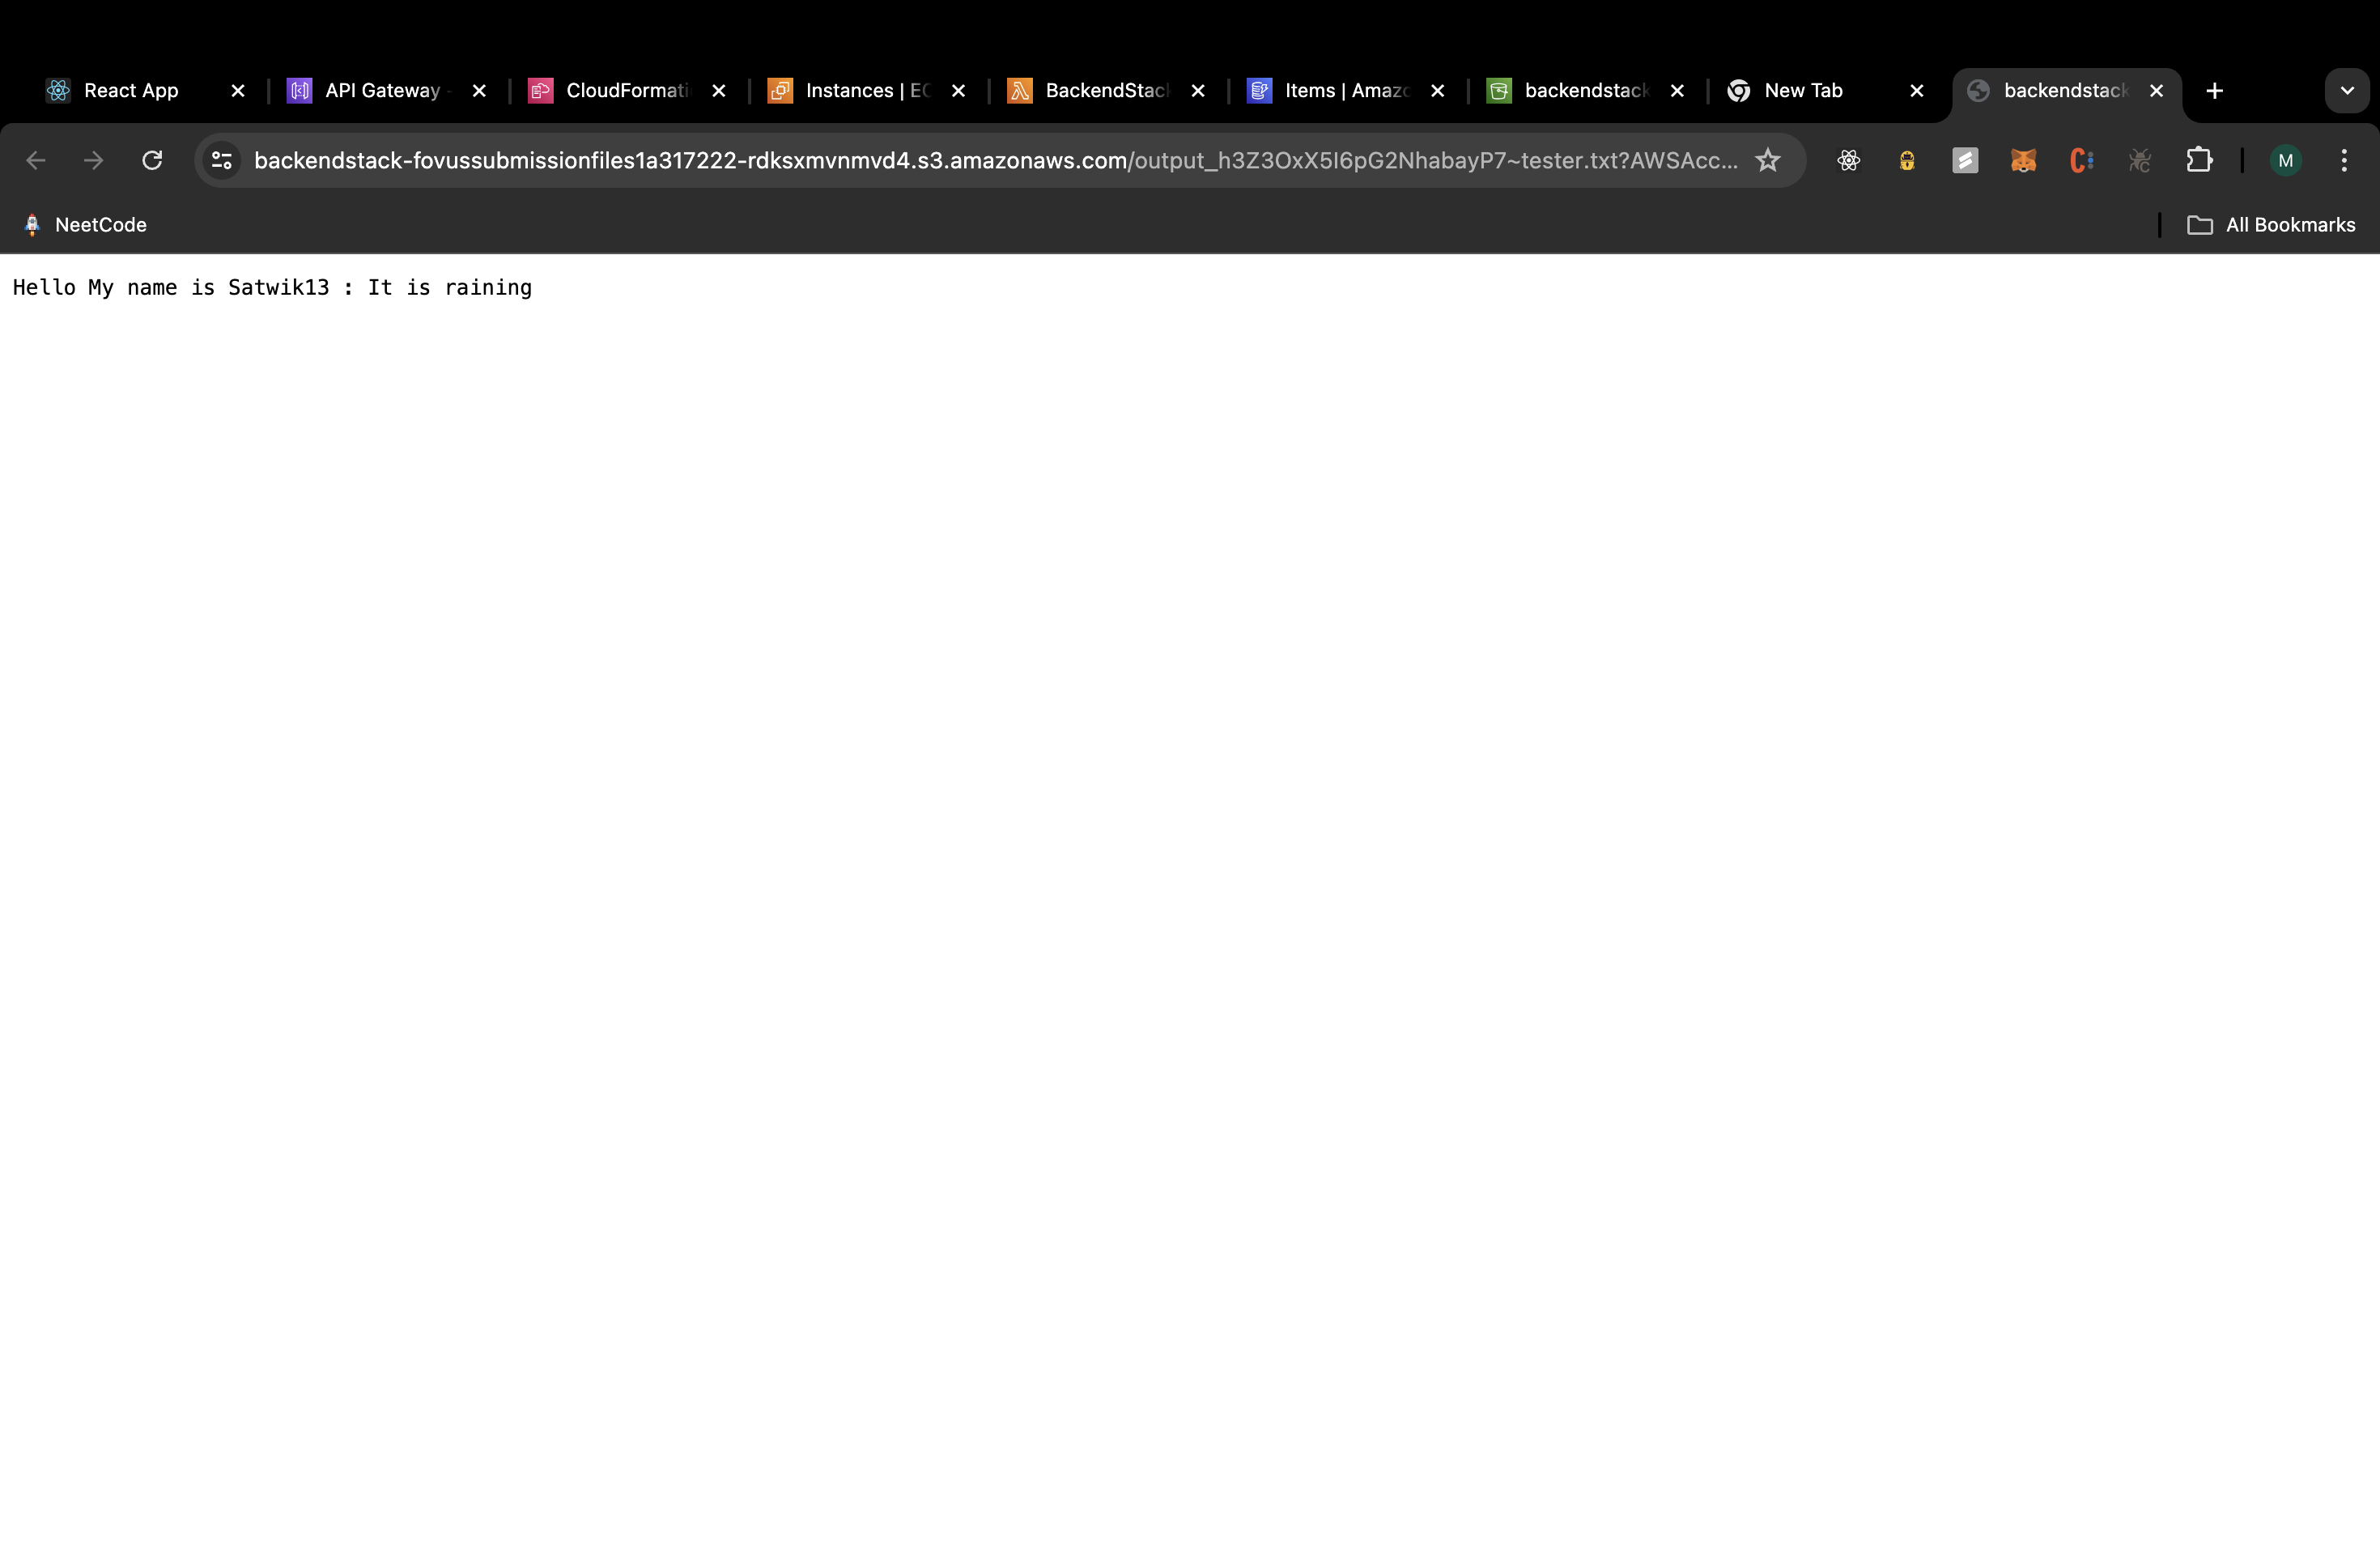 React App
API Gateway -
CloudFormati
Instances | EC
BackendStack
Items | Amazo
backendstack
New Tab
backendstack
backendstack-fovussubmissionfiles1a317222-rdksxmvnmvd4.s3.amazonaws.com/output_h3Z3OxX5I6pG2NhabayP7~tester.txt?AWSAcc...
M
NeetCode
All Bookmarks
Hello My name is Satwik13 : It is raining